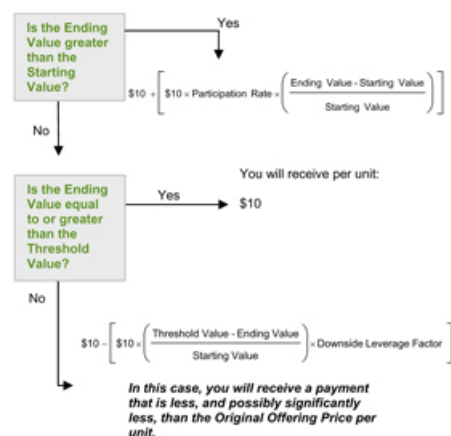 Is the Ending
Value greater
than the
Starting
Value?
Yes
$10 + [ $10 × Participation Rate × ( Ending Value - Starting Value
Starting Value ) ]
No
You will receive per unit:
Is the Ending
Value equal
to or greater
than the
Threshold
Value?
Yes
$10
No
$10 − [ $10 × ( Threshold Value - Ending Value
Starting Value ) × Downside Leverage Factor ]
In this case, you will receive a payment
that is less, and possibly significantly
less, than the Original Offering Price per
unit.